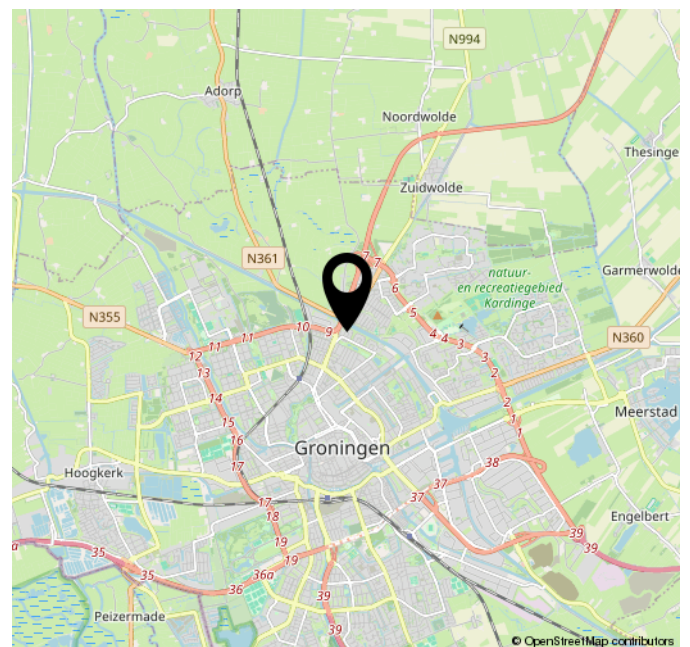 N994
Adorp
Noordwolde
Thesinge
Zuidwolde
N361
7
7
natuur-
en recreatiegebied
Kardinge
Garmerwolde
6
N355
5
10
9
11
11
4
4
3
N360
12
3
13
2
14
2
Meerstad
15
1
1
16
Groningen
17
38
Hoogkerk
37
17
37
18
Engelbert
19
39
39
a
35
35
36a
19
36
39
Peizermade
39
© OpenStreetMap contributors